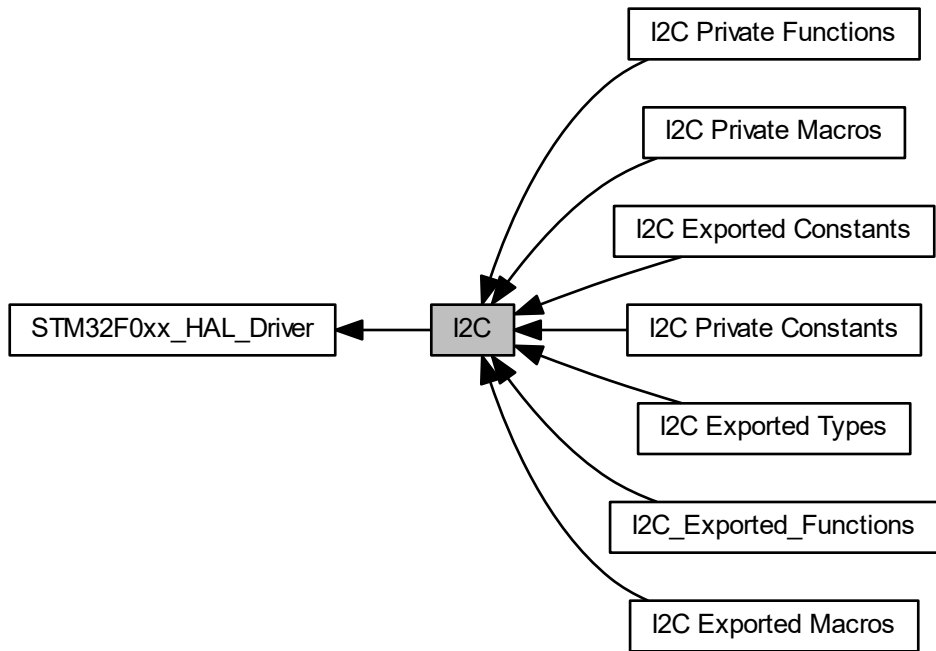 I2C Private Functions
I2C Private Macros
I2C Exported Constants
STM32F0xx_HAL_Driver
I2C
I2C Private Constants
I2C Exported Types
I2C_Exported_Functions
I2C Exported Macros